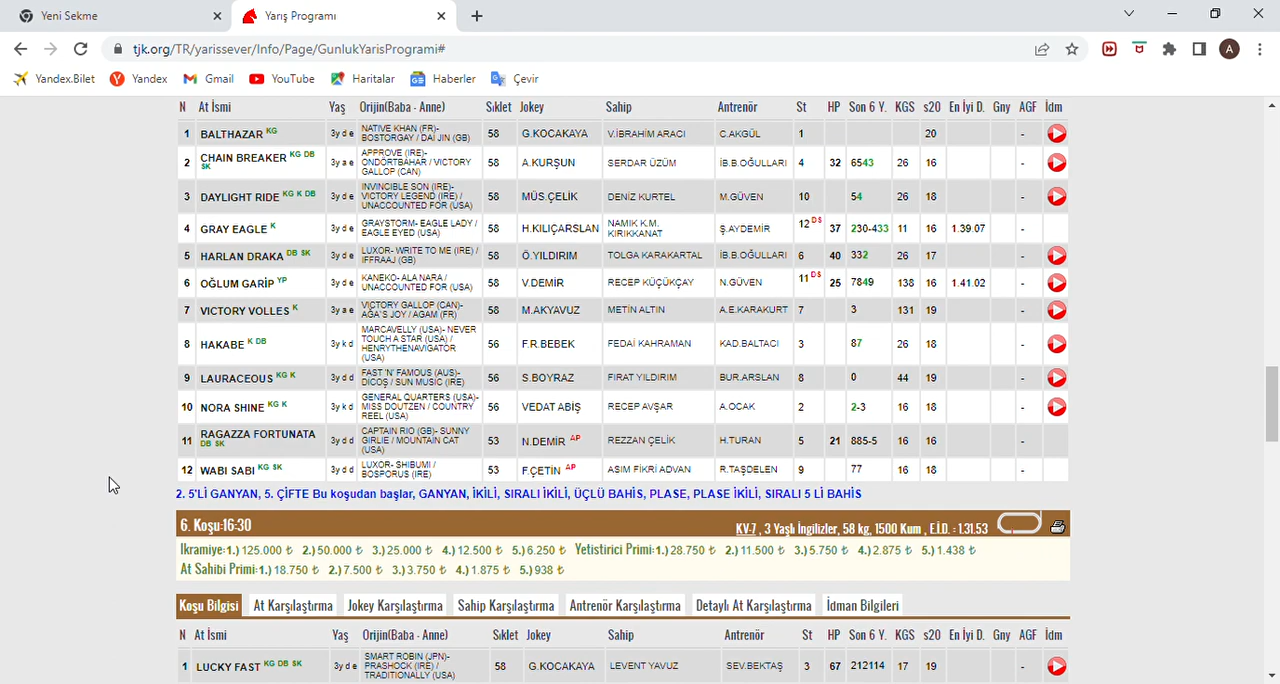 Yeni Sekme
Yarış Programı
tjk.org/TR/yarissever/Info/Page/GunlukYarisProgrami#
A
Yandex.Bilet Yandex Gmail YouTube Haritalar Haberler Çevir
N At İsmi Yaş Orijin(Baba - Anne) Sıklet Jokey Sahip Antrenör St HP Son 6 Y. KGS s20 En İyi D. Gny AGF İdm
1 BALTHAZAR KG 3y d e NATIVE KHAN (FR)- BOSTORGAY / DAI JIN (GB) 58 G.KOCAKAYA V.İBRAHİM ARACI C.AKGÜL 1 20 -
2 CHAIN BREAKER KG DB SK 3y a e APPROVE (IRE)- ONDORTBAHAR / VICTORY GALLOP (CAN) 58 A.KURŞUN SERDAR ÜZÜM İB.B.OĞULLARI 4 32 6543 26 16 -
3 DAYLIGHT RIDE KG K DB 3y d e INVINCIBLE SON (IRE)- VICTORY LEGEND (IRE) / UNACCOUNTED FOR (USA) 58 MÜS.ÇELİK DENİZ KURTEL M.GÜVEN 10 54 26 18 -
4 GRAY EAGLE K 3y d e GRAYSTORM- EAGLE LADY / EAGLE EYED (USA) 58 H.KILIÇARSLAN NAMIK K.M. KIRIKKANAT Ş.AYDEMİR 12 DS 37 230-433 11 16 1.39.07 -
5 HARLAN DRAKA DB SK 3y d e LUXOR- WRITE TO ME (IRE) / IFFRAAJ (GB) 58 Ö.YILDIRIM TOLGA KARAKARTAL İB.B.OĞULLARI 6 40 332 26 17 -
6 OĞLUM GARİP YP 3y d e KANEKO- ALA NARA / UNACCOUNTED FOR (USA) 58 V.DEMİR RECEP KÜÇÜKÇAY N.GÜVEN 11 DS 25 7849 138 16 1.41.02 -
7 VICTORY VOLLES K 3y a e VICTORY GALLOP (CAN)- AĞA'S JOY / AGAM (FR) 58 M.AKYAVUZ METİN ALTIN A.E.KARAKURT 7 3 131 19 -
8 HAKABE K DB 3y k d MARCAVELLY (USA)- NEVER TOUCH A STAR (USA) / HENRYTHENAVIGATOR (USA) 56 F.R.BEBEK FEDAİ KAHRAMAN KAD.BALTACI 3 87 26 18 -
9 LAURACEOUS KG K 3y d d FAST 'N' FAMOUS (AUS)- DICOŞ / SUN MUSIC (IRE) 56 S.BOYRAZ FIRAT YILDIRIM BUR.ARSLAN 8 0 44 19 -
10 NORA SHINE KG K 3y k d GENERAL QUARTERS (USA)- MISS DOUTZEN / COUNTRY REEL (USA) 56 VEDAT ABİŞ RECEP AVŞAR A.OCAK 2 2-3 16 18 -
11 RAGAZZA FORTUNATA DB SK 3y d d CAPTAIN RIO (GB)- SUNNY GIRLIE / MOUNTAIN CAT (USA) 53 N.DEMİR AP REZZAN ÇELİK H.TURAN 5 21 885-5 16 16 -
12 WABI SABI KG SK 3y d d LUXOR- SHIBUMI / BOSPORUS (IRE) 53 F.ÇETİN AP ASIM FİKRİ ADVAN R.TAŞDELEN 9 77 16 18 -
2. 5'Lİ GANYAN, 5. ÇİFTE Bu koşudan başlar, GANYAN, İKİLİ, SIRALI İKİLİ, ÜÇLÜ BAHİS, PLASE, PLASE İKİLİ, SIRALI 5 Lİ BAHİS
6. Koşu:16:30 KV-7 , 3 Yaşlı İngilizler, 58 kg, 1500 Kum , E.İ.D. : 1.31.53
İkramiye:1.) 125.000 ₺ 2.) 50.000 ₺ 3.) 25.000 ₺ 4.) 12.500 ₺ 5.) 6.250 ₺ Yetistirici Primi:1.) 28.750 ₺ 2.) 11.500 ₺ 3.) 5.750 ₺ 4.) 2.875 ₺ 5.) 1.438 ₺
At Sahibi Primi:1.) 18.750 ₺ 2.) 7.500 ₺ 3.) 3.750 ₺ 4.) 1.875 ₺ 5.) 938 ₺
Koşu Bilgisi At Karşılaştırma Jokey Karşılaştırma Sahip Karşılaştırma Antrenör Karşılaştırma Detaylı At Karşılaştırma İdman Bilgileri
N At İsmi Yaş Orijin(Baba - Anne) Sıklet Jokey Sahip Antrenör St HP Son 6 Y. KGS s20 En İyi D. Gny AGF İdm
1 LUCKY FAST KG DB SK 3y d e SMART ROBIN (JPN)- PRASHOCK (IRE) / TRADITIONALLY (USA) 58 G.KOCAKAYA LEVENT YAVUZ SEV.BEKTAŞ 3 67 212114 17 19 -